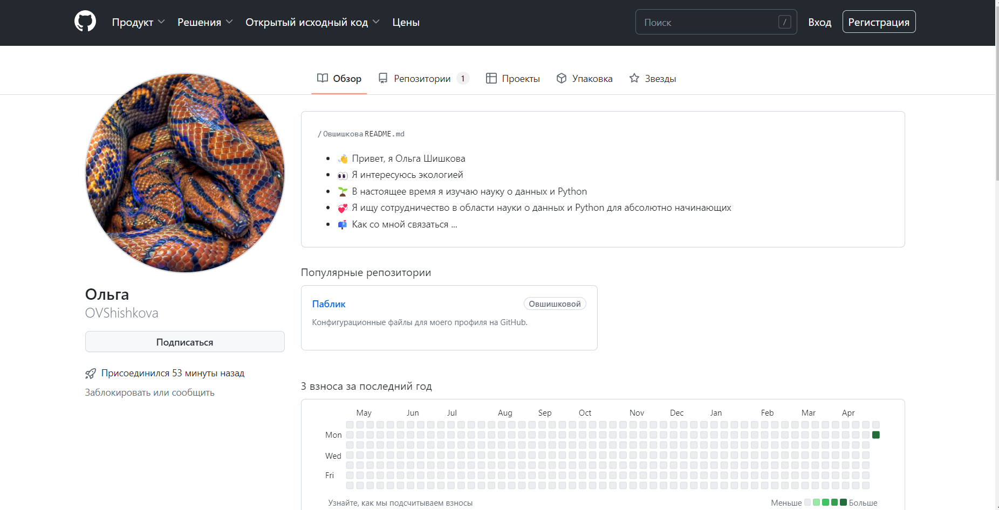 Продукт Решения Открытый исходный код Цены Поиск / Вход Регистрация
Обзор Репозитории 1 Проекты Упаковка Звезды
/ Овшишкова README.md
👋 Привет, я Ольга Шишкова
👀 Я интересуюсь экологией
🌱 В настоящее время я изучаю науку о данных и Python
💞️ Я ищу сотрудничество в области науки о данных и Python для абсолютно начинающих
📫 Как со мной связаться ...
Ольга
OVShishkova
Подписаться
Присоединился 53 минуты назад
Заблокировать или сообщить
Популярные репозитории
Паблик Овшишковой
Конфигурационные файлы для моего профиля на GitHub.
3 взноса за последний год
May Jun Jul Aug Sep Oct Nov Dec Jan Feb Mar Apr
Mon
Wed
Fri
Узнайте, как мы подсчитываем взносы Меньше Больше